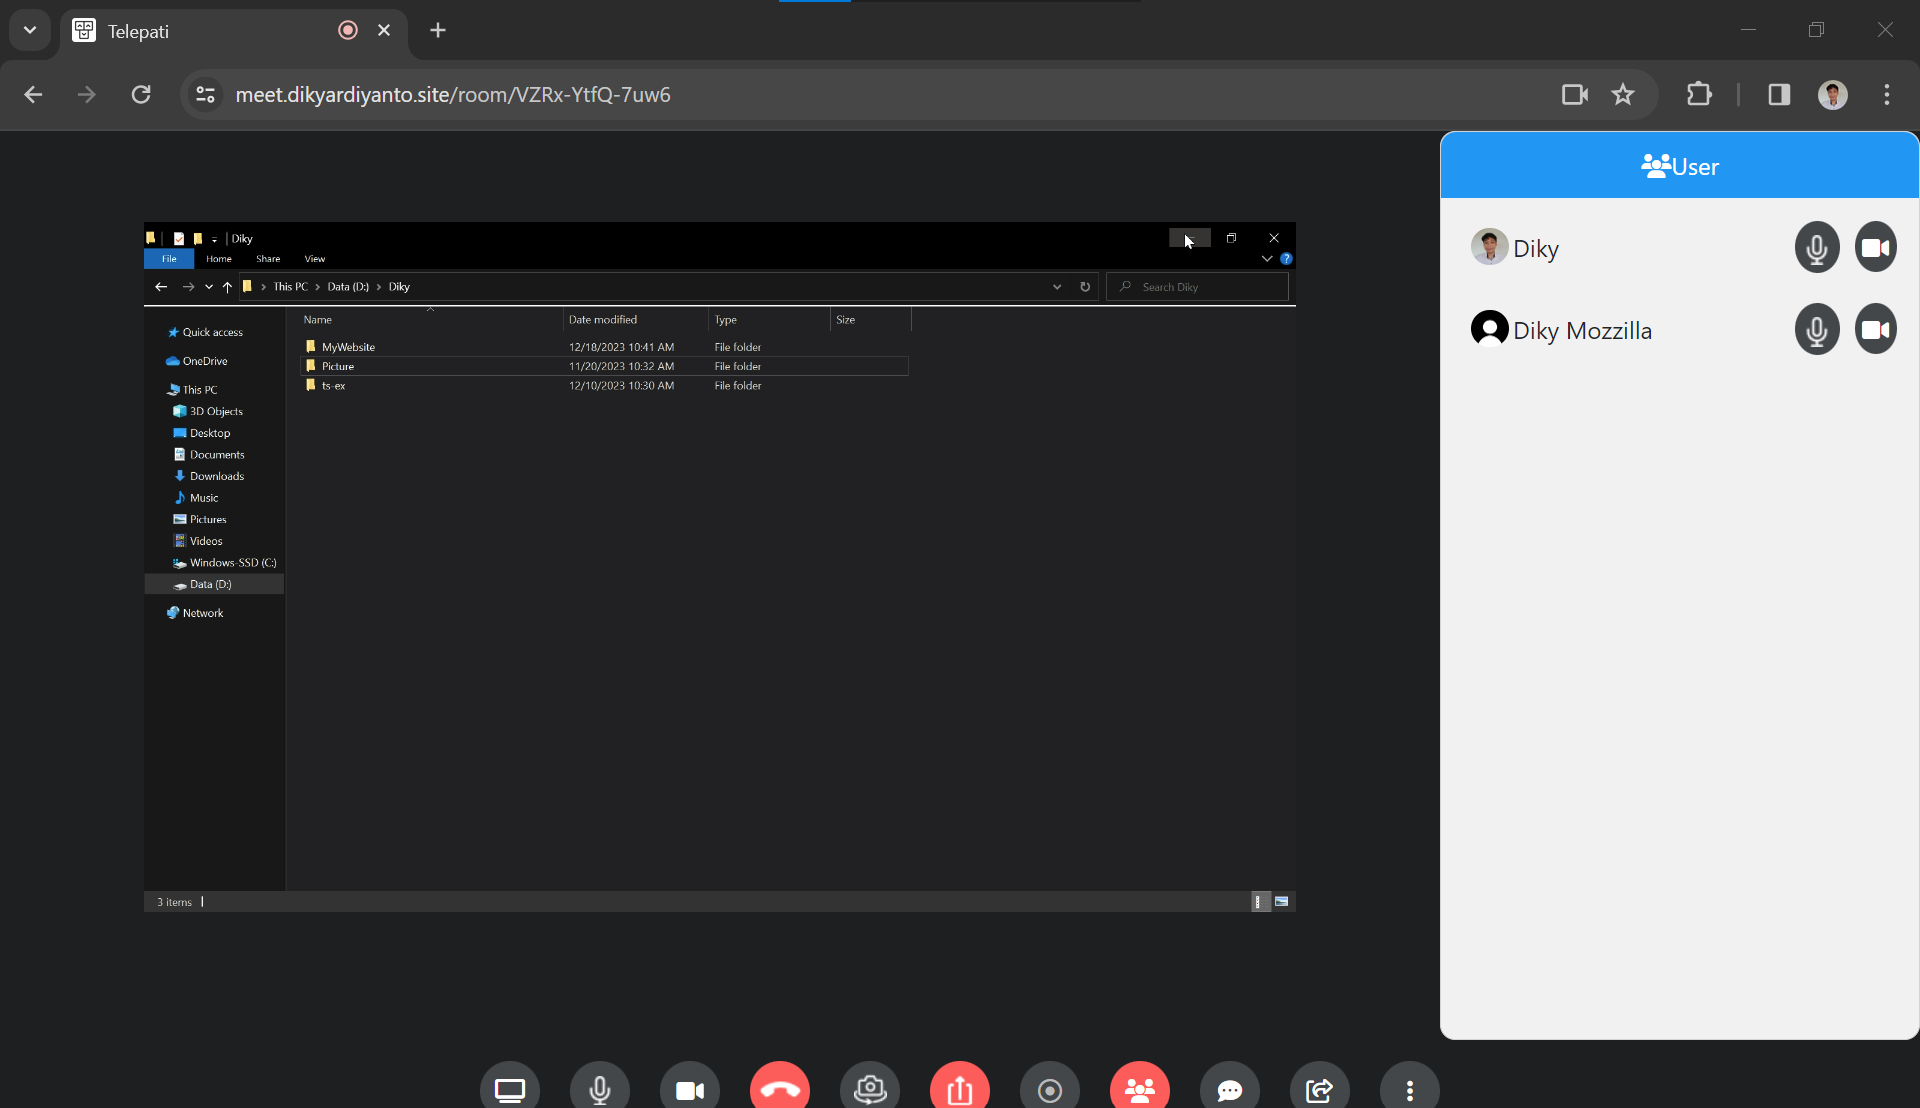 Telepati
meet.dikyardiyanto.site/room/VZRx-YtfQ-7uw6
User
Diky
Diky Mozzilla
Diky
File Home Share View
This PC > Data (D:) > Diky
Search Diky
Name Date modified Type Size
MyWebsite 12/18/2023 10:41 AM File folder
Picture 11/20/2023 10:32 AM File folder
ts-ex 12/10/2023 10:30 AM File folder
Quick access
OneDrive
This PC
3D Objects
Desktop
Documents
Downloads
Music
Pictures
Videos
Windows-SSD (C:)
Data (D:)
Network
3 items